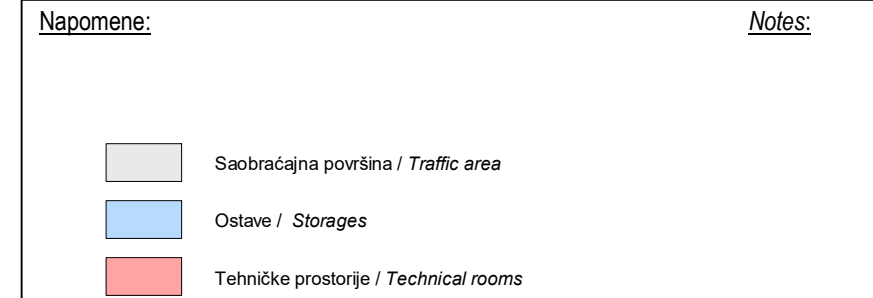 Napomene: Notes:
Saobraćajna površina / Traffic area
Ostave / Storages
Tehničke prostorije / Technical rooms